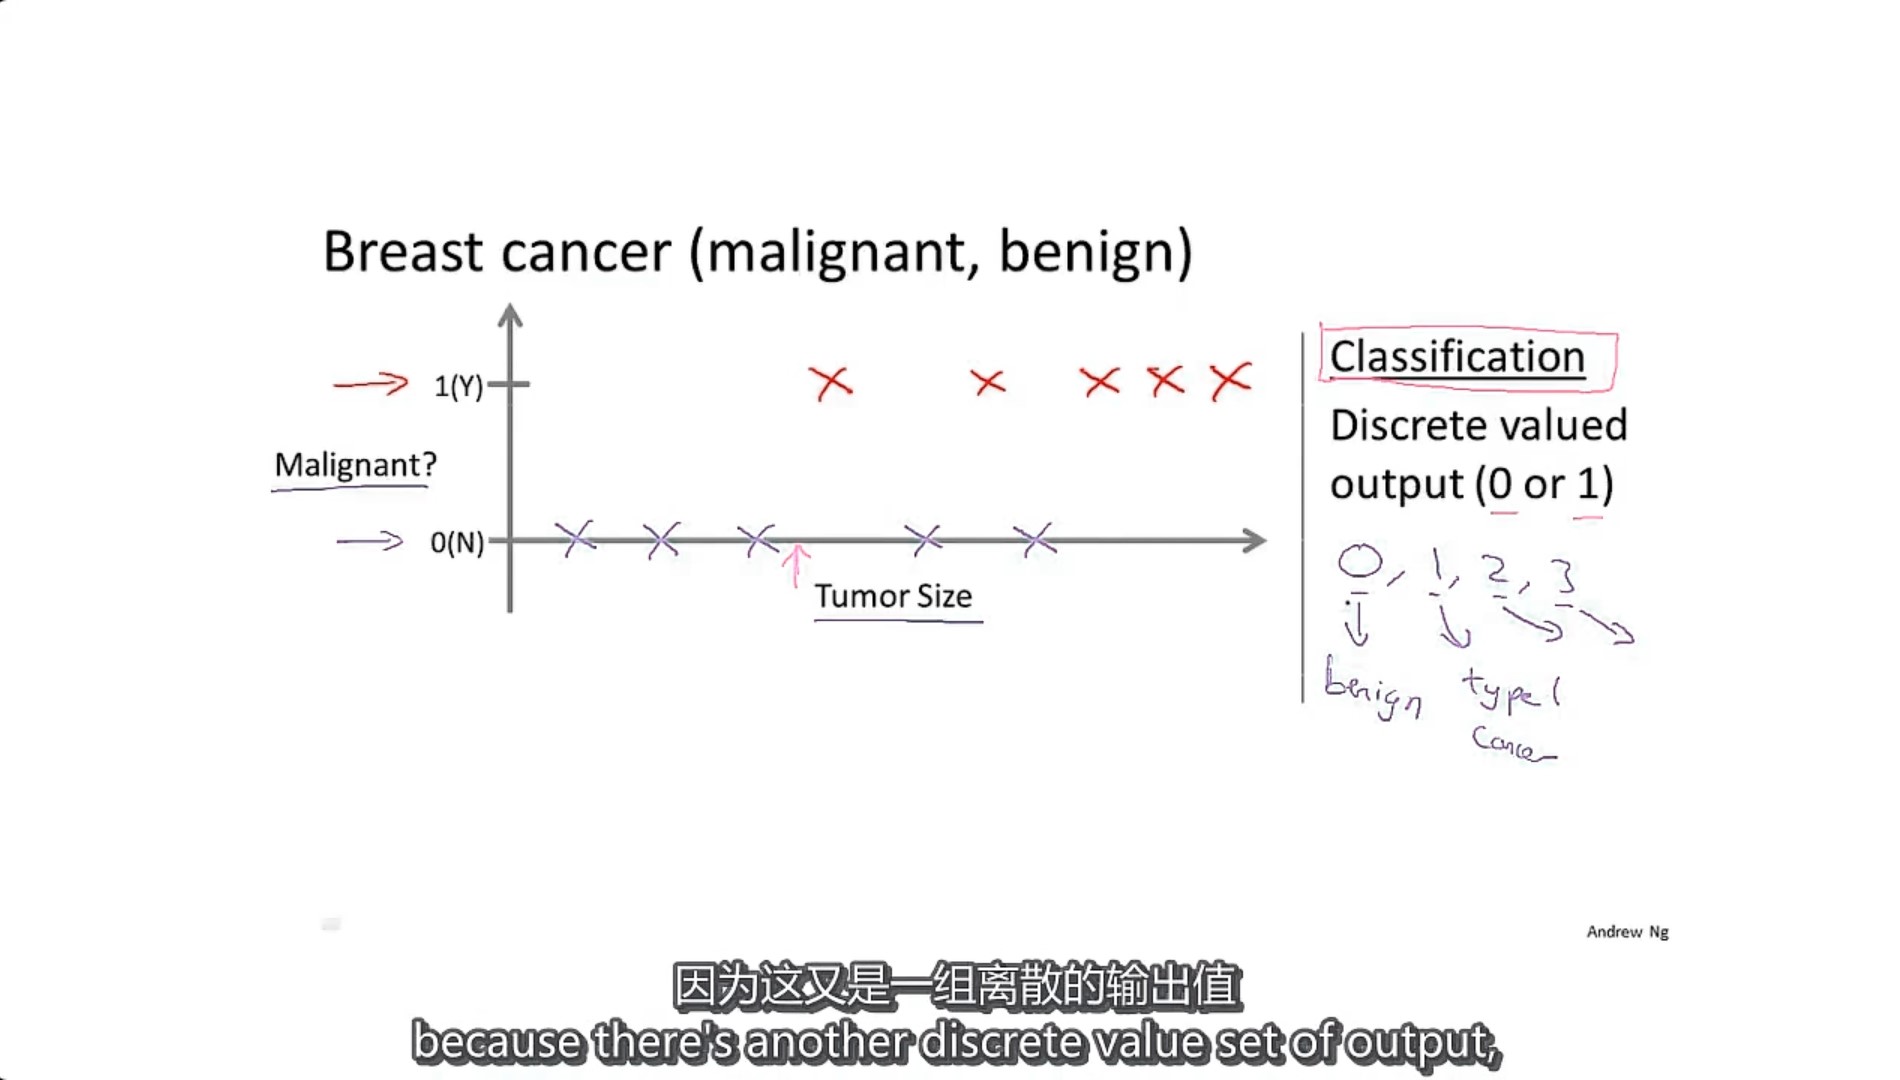 Breast cancer (malignant, benign)
1(Y)
Malignant?
0(N)
Tumor Size
Classification
Discrete valued
output (0 or 1)
0, 1, 2, 3
benign
type 1
cancer
Andrew Ng
因为这又是一组离散的输出值
because there's another discrete value set of output,